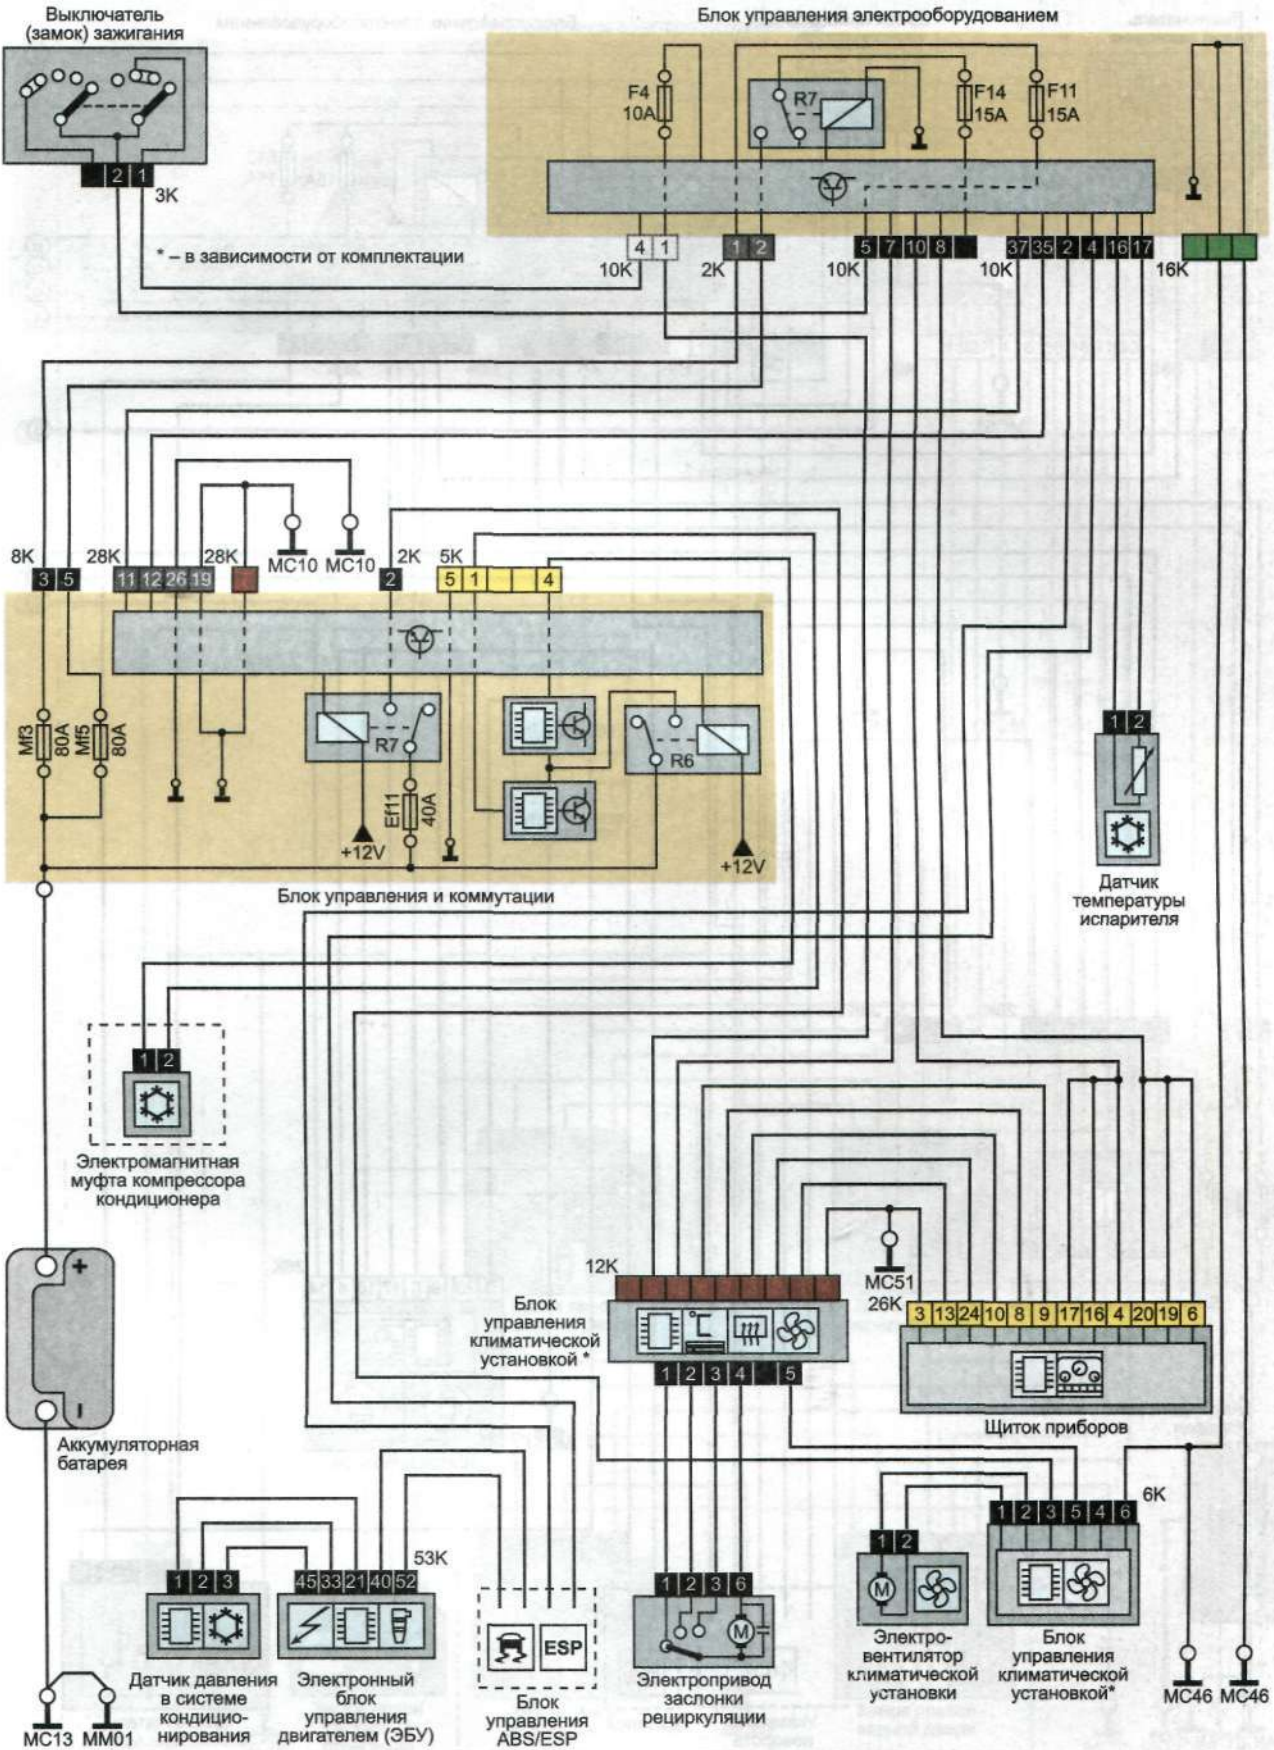 Выключатель
(замок) зажигания
Блок управления электрооборудованием
F4
10A
R7
F14
15A
F11
15A
2 1
3K
* – в зависимости от комплектации
4 1
10K
1 2
2K
5 7 10 8
10K
37 35 2 4 16 17
10K
16K
8K
3 5
28K
11 12 26 19
28K
MC10 MC10
2K
2
5K
5 1 4
Mf3
80A
Mf5
80A
R7
Ef11
40A
+12V
R6
+12V
Блок управления и коммутации
1 2
Датчик
температуры
испарителя
1 2
Электромагнитная
муфта компрессора
кондиционера
+
–
Аккумуляторная
батарея
12K
°C
Блок
управления
климатической
установкой *
1 2 3 4 5
MC51
26K
3 13 24 10 8 9 17 16 4 20 19 6
Щиток приборов
1 2 3
Датчик давления
в системе
кондицио-
нирования
53K
45 33 21 40 52
Электронный
блок
управления
двигателем (ЭБУ)
ESP
Блок
управления
ABS/ESP
1 2 3 6
M
Электропривод
заслонки
рециркуляции
1 2
M
Электро-
вентилятор
климатической
установки
6K
1 2 3 5 4 6
Блок
управления
климатической
установкой*
MC46 MC46
MC13 MM01